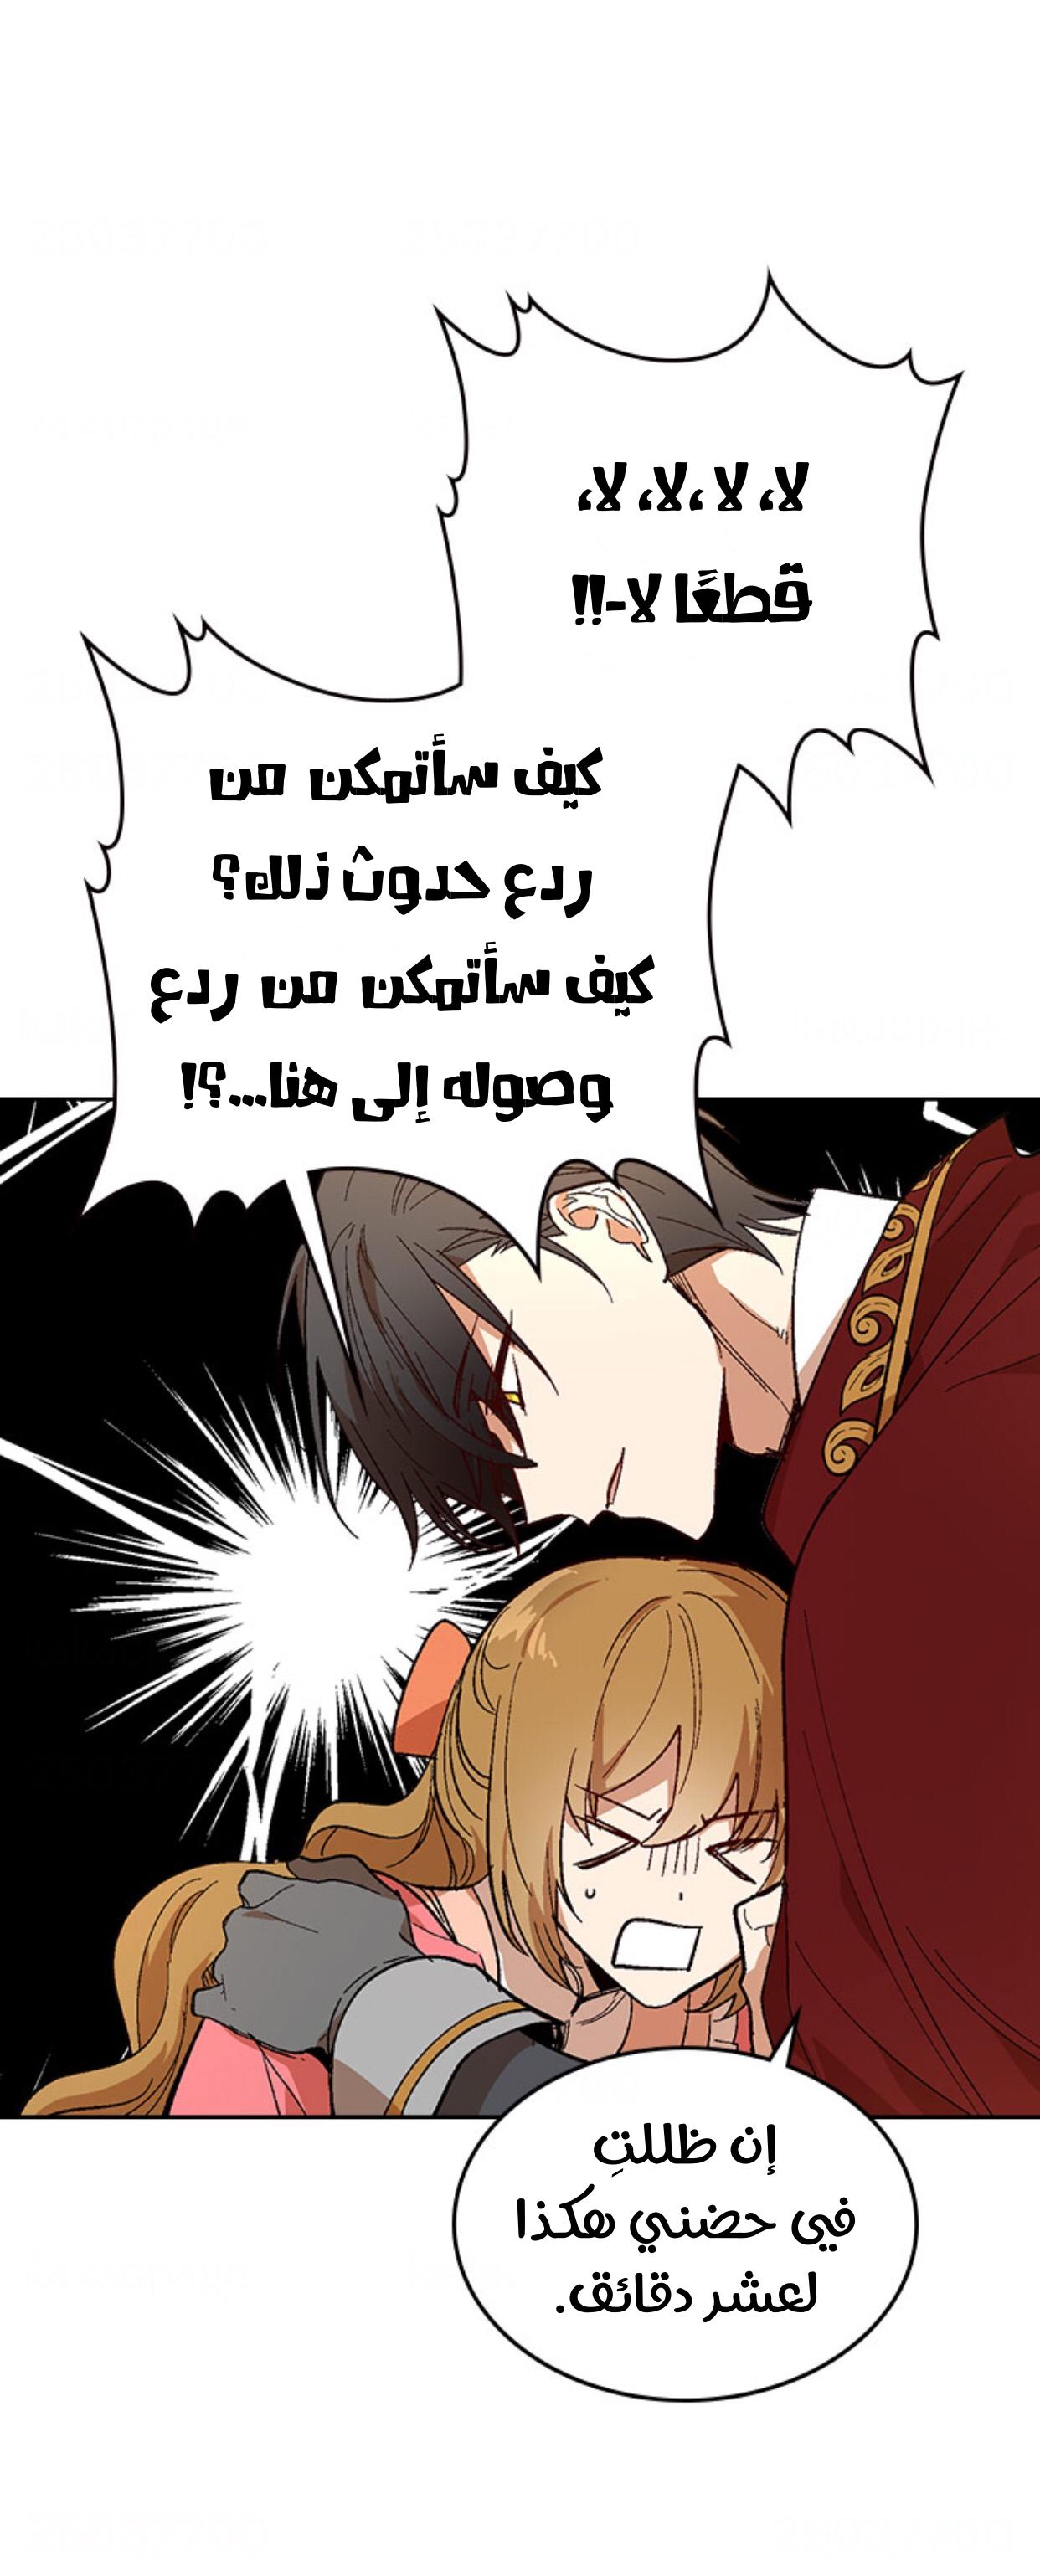 لا، لا ،لا، لا،
قطعًا لا-!!
كيف سأتمكن من
ردع حدوث ذلك؟
كيف سأتمكن من ردع
وصوله إلى هنا...؟!
إن ظللتِ
في حضني هكذا
لعشر دقائق.